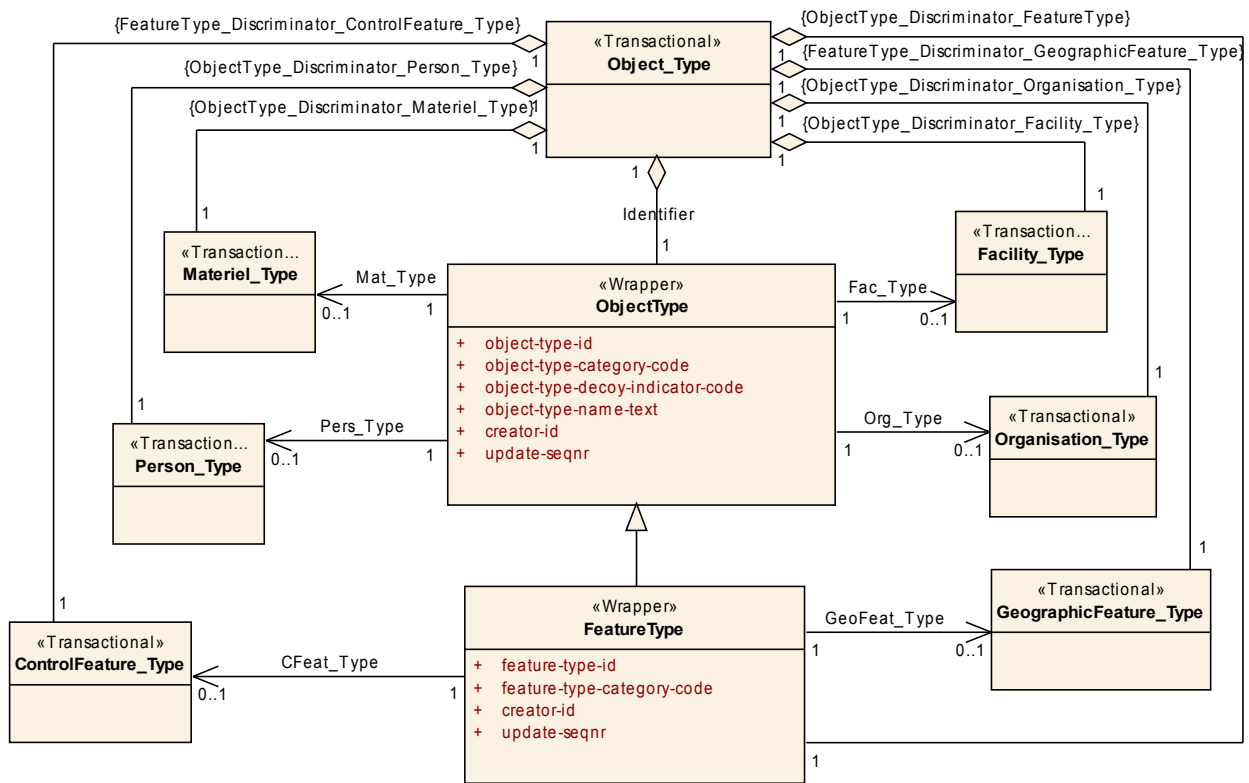 {FeatureType_Discriminator_ControlFeature_Type}
1
{ObjectType_Discriminator_Person_Type}
1
{ObjectType_Discriminator_Materiel_Type}
1
«Transactional»
Object_Type
{ObjectType_Discriminator_FeatureType}
1
{FeatureType_Discriminator_GeographicFeature_Type}
1
{ObjectType_Discriminator_Organisation_Type}
1
{ObjectType_Discriminator_Facility_Type}
1
1
Identifier
1
1
«Transaction...
Materiel_Type
Mat_Type
0..1
1
«Wrapper»
ObjectType
+ object-type-id
+ object-type-category-code
+ object-type-decoy-indicator-code
+ object-type-name-text
+ creator-id
+ update-seqnr
Fac_Type
1
0..1
1
«Transaction...
Facility_Type
1
«Transaction...
Person_Type
Pers_Type
0..1
1
Org_Type
1
0..1
1
«Transactional»
Organisation_Type
1
«Transactional»
ControlFeature_Type
CFeat_Type
0..1
1
«Wrapper»
FeatureType
+ feature-type-id
+ feature-type-category-code
+ creator-id
+ update-seqnr
GeoFeat_Type
1
0..1
1
«Transactional»
GeographicFeature_Type
1